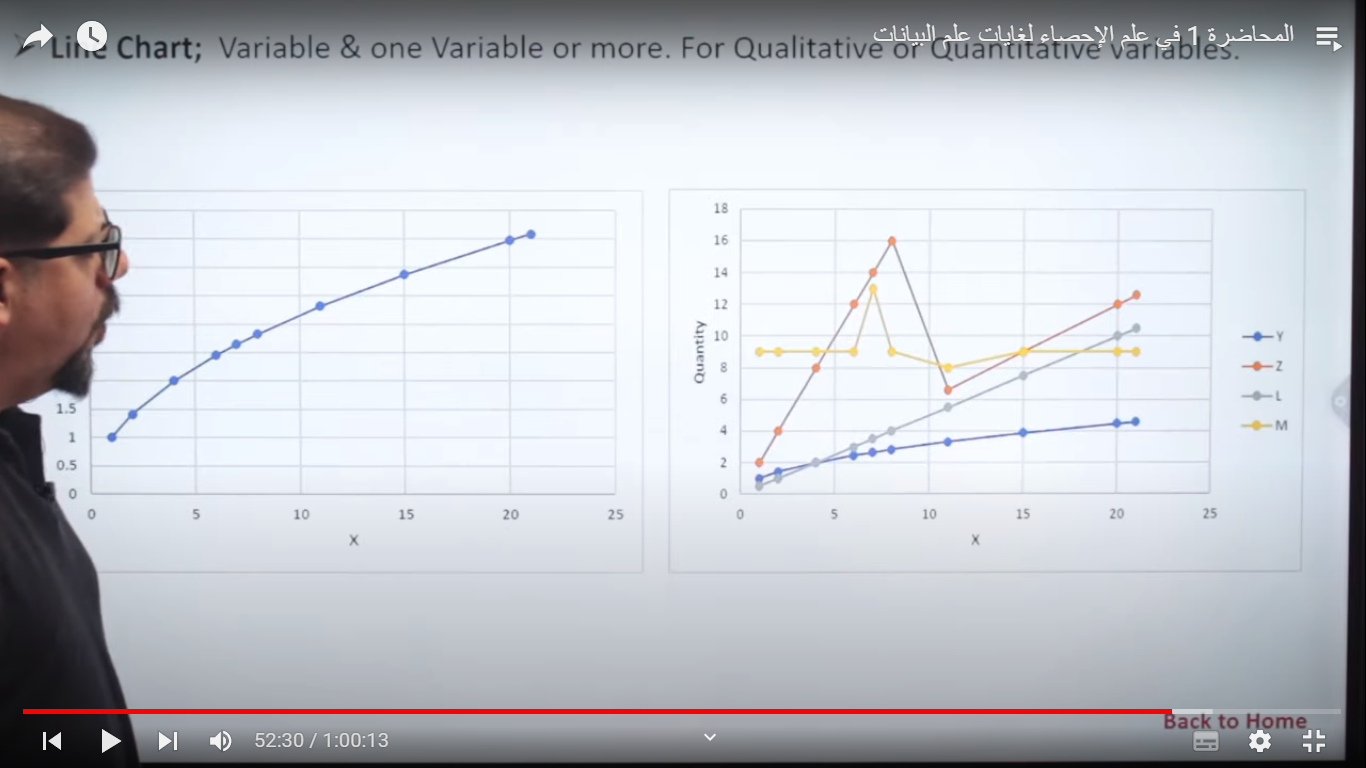 المحاضرة 1 في علم الإحصاء لغايات علم البيانات
Line Chart; Variable & one Variable or more. For Qualitative or Quantitative variables.
1.5
1
0.5
0
0 5 10 15 20 25
X
18
16
14
12
10
8
6
4
2
0
Quantity
0 5 10 15 20 25
X
Y
Z
L
M
Back to Home
52:30 / 1:00:13